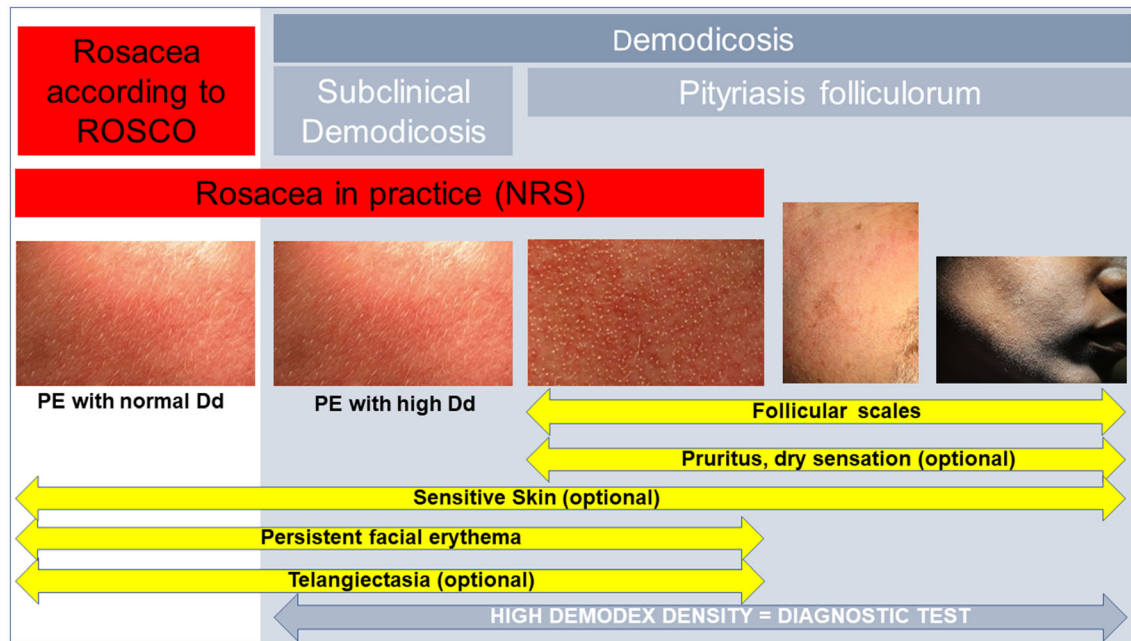 Rosacea
according to
ROSCO
Demodicosis
Subclinical
Demodicosis
Pityriasis folliculorum
Rosacea in practice (NRS)
PE with normal Dd
PE with high Dd
Follicular scales
Pruritus, dry sensation (optional)
Sensitive Skin (optional)
Persistent facial erythema
Telangiectasia (optional)
HIGH DEMODEX DENSITY = DIAGNOSTIC TEST